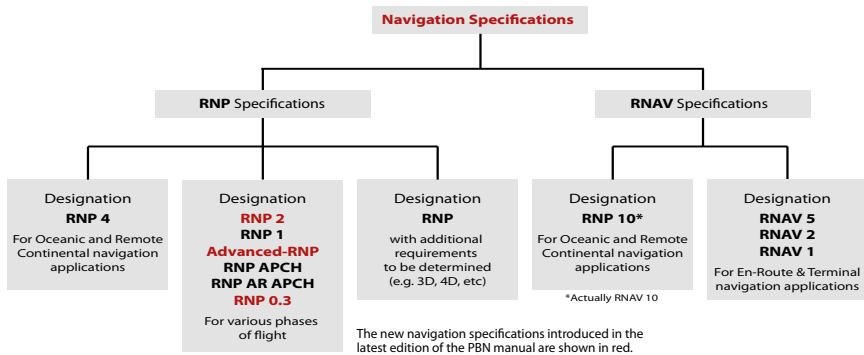 Navigation Specifications
RNP Specifications
RNAV Specifications
Designation
RNP 4
For Oceanic and Remote
Continental navigation
applications
Designation
RNP 2
RNP 1
Advanced-RNP
RNP APCH
RNP AR APCH
RNP 0.3
For various phases
of flight
Designation
RNP
with additional
requirements
to be determined
(e.g. 3D, 4D, etc)
Designation
RNP 10*
For Oceanic and Remote
Continental navigation
applications
*Actually RNAV 10
Designation
RNAV 5
RNAV 2
RNAV 1
For En-Route & Terminal
navigation applications
The new navigation specifications introduced in the
latest edition of the PBN manual are shown in red.